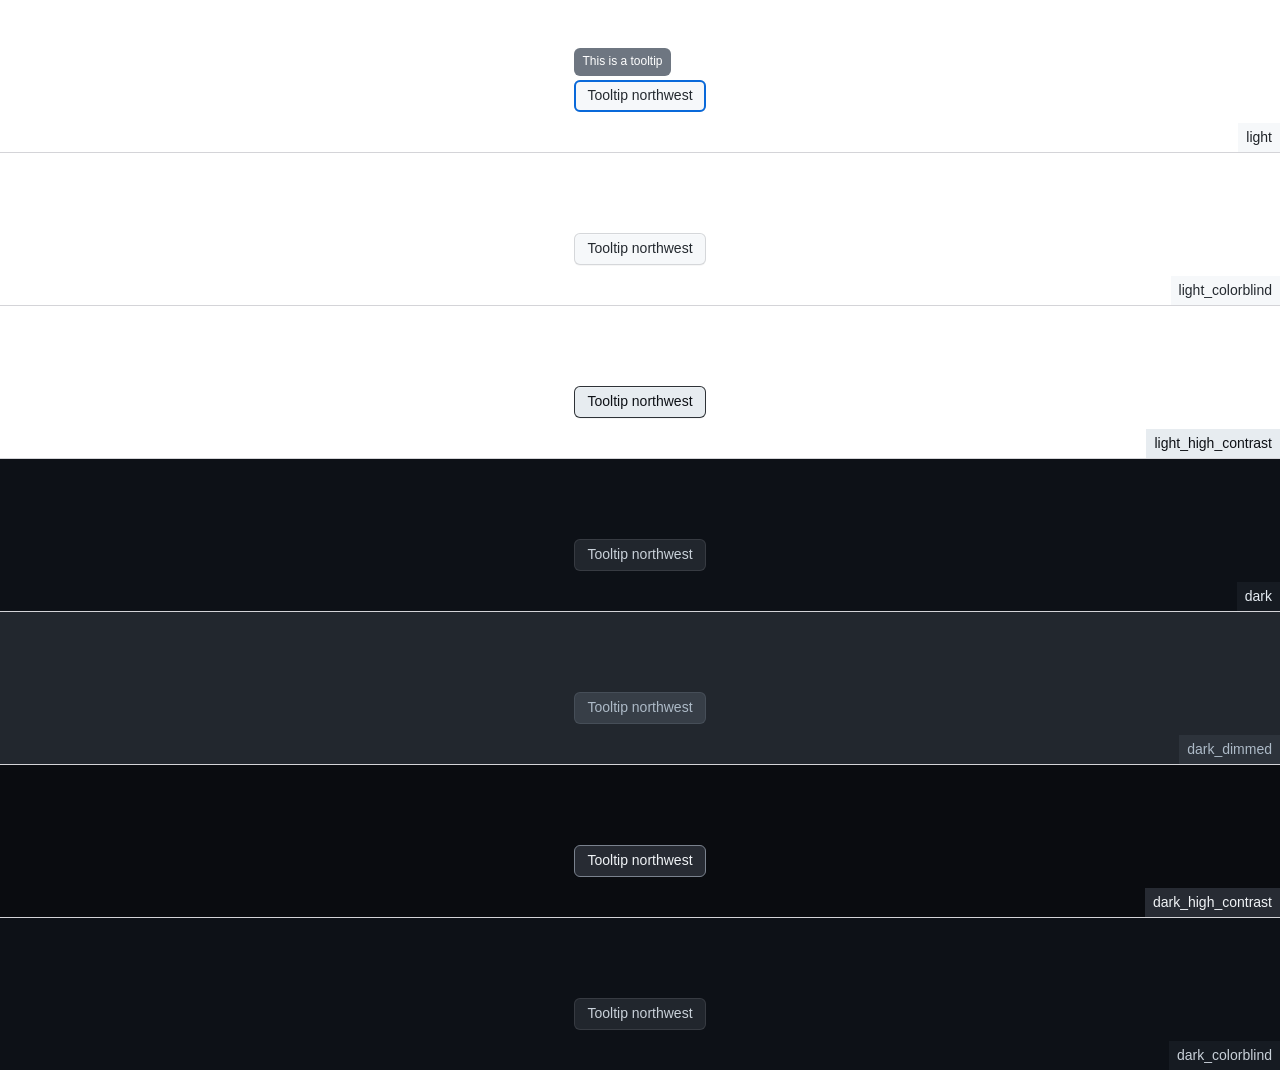 This is a tooltip
Tooltip northwest
light
Tooltip northwest
light_colorblind
Tooltip northwest
light_high_contrast
Tooltip northwest
dark
Tooltip northwest
dark_dimmed
Tooltip northwest
dark_high_contrast
Tooltip northwest
dark_colorblind